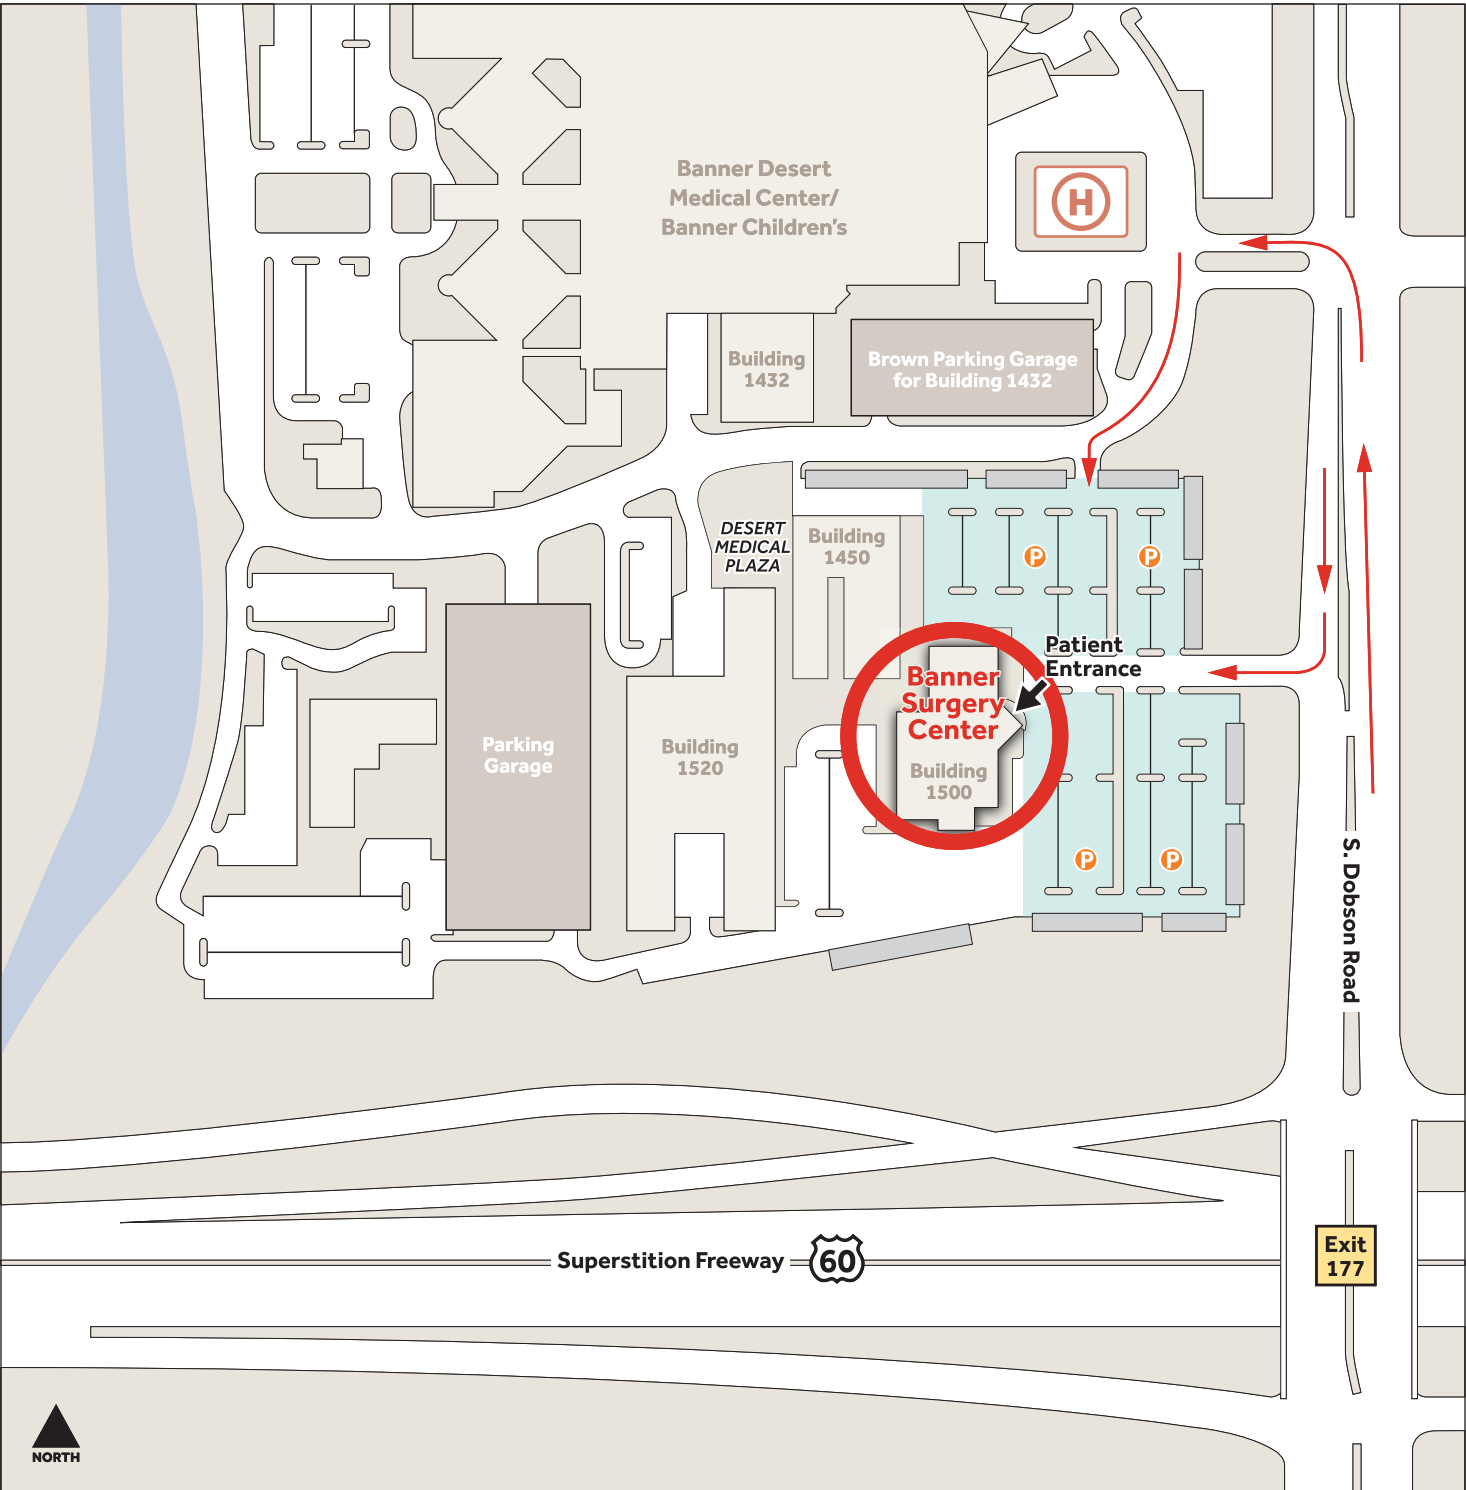 Banner Desert
Medical Center/
Banner Children's
H
Building
1432
Brown Parking Garage
for Building 1432
DESERT
MEDICAL
PLAZA
Building
1450
P
P
Patient
Entrance
Banner
Surgery
Center
Building
1500
Parking
Garage
Building
1520
P
P
S. Dobson Road
Superstition Freeway
60
Exit
177
NORTH